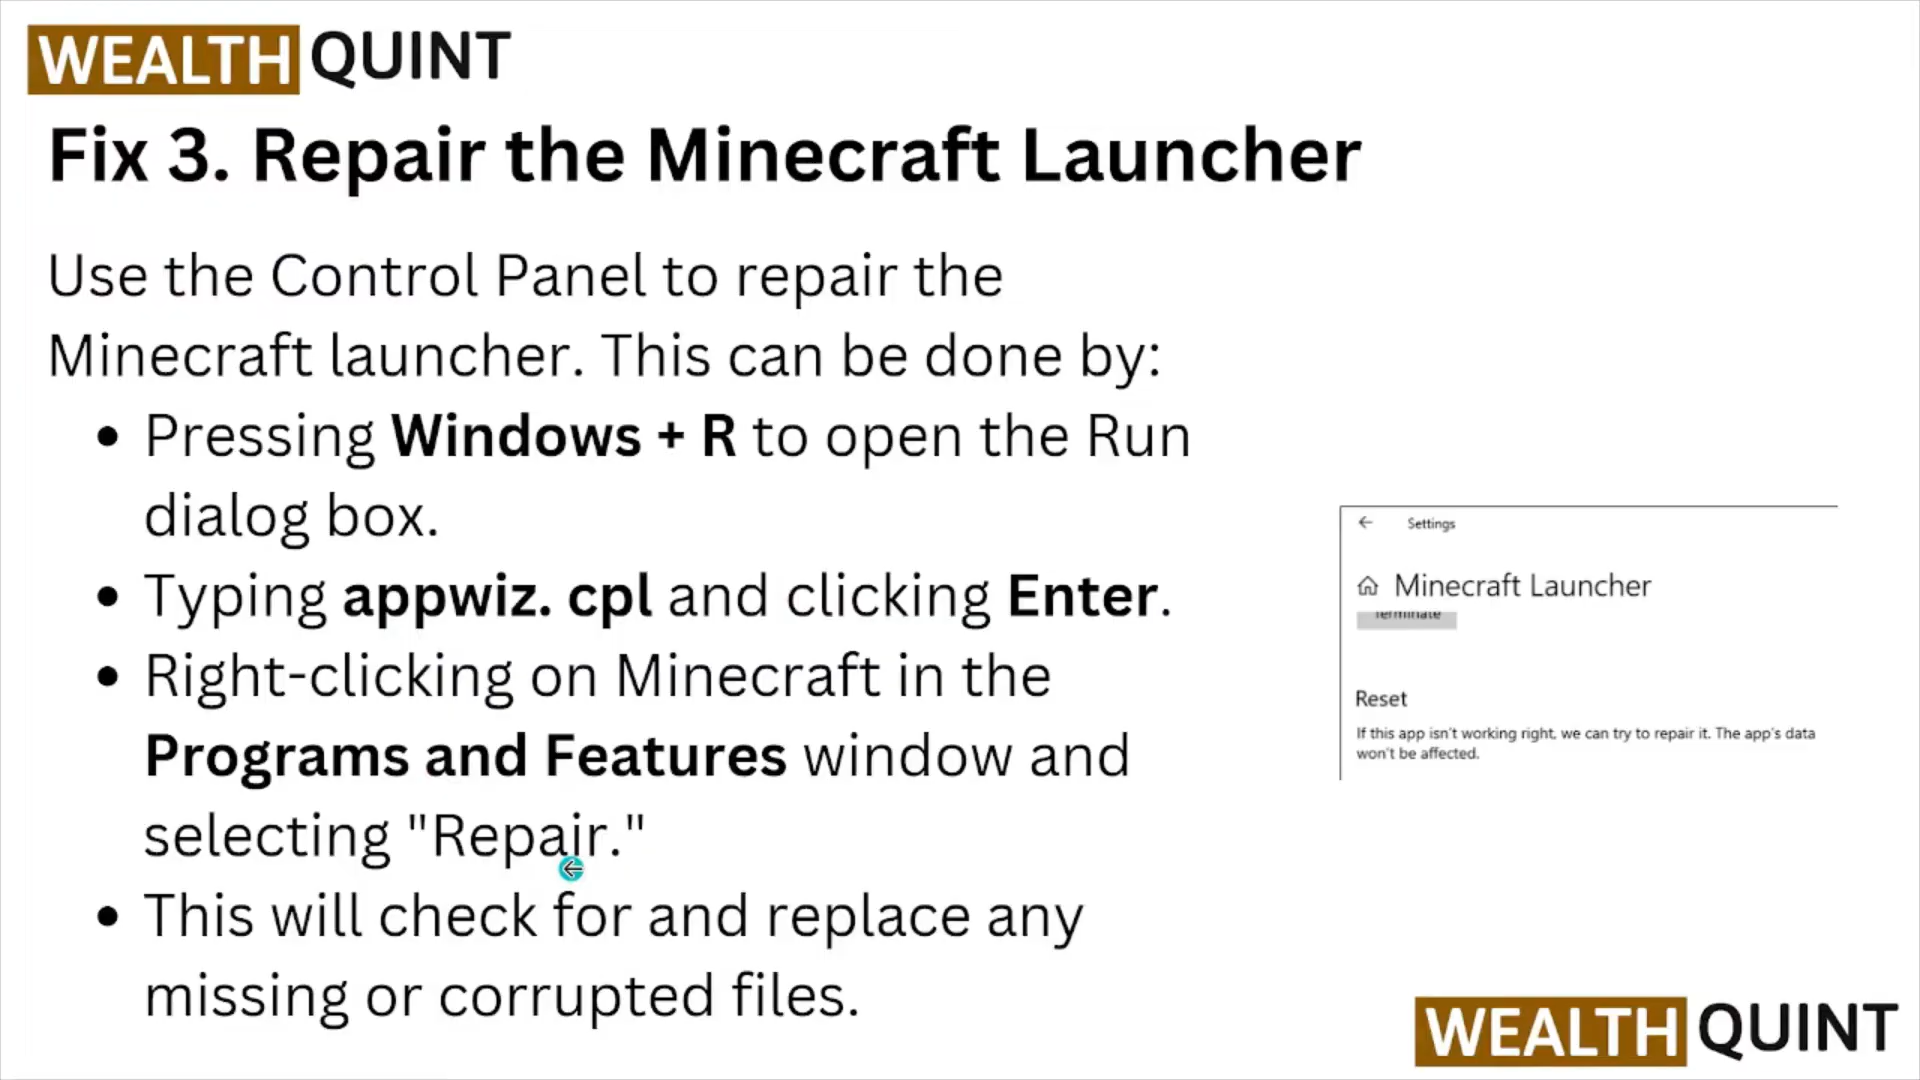 WEALTH QUINT
Fix 3. Repair the Minecraft Launcher
Use the Control Panel to repair the
Minecraft launcher. This can be done by:
• Pressing Windows + R to open the Run
dialog box.
• Typing appwiz. cpl and clicking Enter.
• Right-clicking on Minecraft in the
Programs and Features window and
selecting "Repair."
• This will check for and replace any
missing or corrupted files.
Settings
Minecraft Launcher
Terminate
Reset
If this app isn't working right, we can try to repair it. The app's data
won't be affected.
WEALTH QUINT